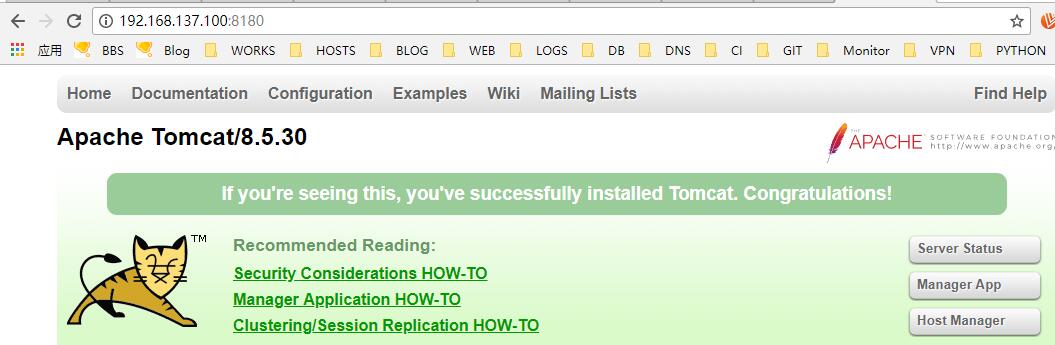 192.168.137.100:8180
应用 BBS Blog WORKS HOSTS BLOG WEB LOGS DB DNS CI GIT Monitor VPN PYTHON
Home Documentation Configuration Examples Wiki Mailing Lists Find Help
Apache Tomcat/8.5.30
THE APACHE SOFTWARE FOUNDATION
http://www.apache.org/
If you're seeing this, you've successfully installed Tomcat. Congratulations!
TM
Recommended Reading:
Security Considerations HOW-TO
Manager Application HOW-TO
Clustering/Session Replication HOW-TO
Server Status
Manager App
Host Manager